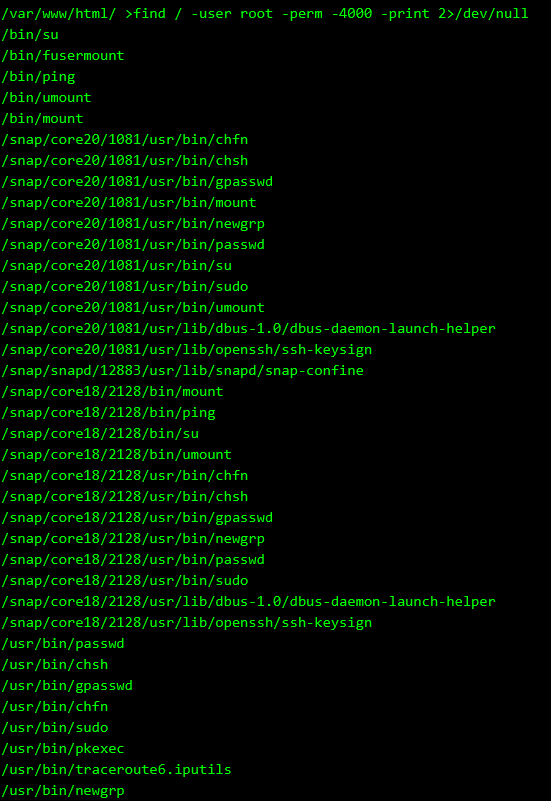 /var/www/html/ >find / -user root -perm -4000 -print 2>/dev/null
/bin/su
/bin/fusermount
/bin/ping
/bin/umount
/bin/mount
/snap/core20/1081/usr/bin/chfn
/snap/core20/1081/usr/bin/chsh
/snap/core20/1081/usr/bin/gpasswd
/snap/core20/1081/usr/bin/mount
/snap/core20/1081/usr/bin/newgrp
/snap/core20/1081/usr/bin/passwd
/snap/core20/1081/usr/bin/su
/snap/core20/1081/usr/bin/sudo
/snap/core20/1081/usr/bin/umount
/snap/core20/1081/usr/lib/dbus-1.0/dbus-daemon-launch-helper
/snap/core20/1081/usr/lib/openssh/ssh-keysign
/snap/snapd/12883/usr/lib/snapd/snap-confine
/snap/core18/2128/bin/mount
/snap/core18/2128/bin/ping
/snap/core18/2128/bin/su
/snap/core18/2128/bin/umount
/snap/core18/2128/usr/bin/chfn
/snap/core18/2128/usr/bin/chsh
/snap/core18/2128/usr/bin/gpasswd
/snap/core18/2128/usr/bin/newgrp
/snap/core18/2128/usr/bin/passwd
/snap/core18/2128/usr/bin/sudo
/snap/core18/2128/usr/lib/dbus-1.0/dbus-daemon-launch-helper
/snap/core18/2128/usr/lib/openssh/ssh-keysign
/usr/bin/passwd
/usr/bin/chsh
/usr/bin/gpasswd
/usr/bin/chfn
/usr/bin/sudo
/usr/bin/pkexec
/usr/bin/traceroute6.iputils
/usr/bin/newgrp